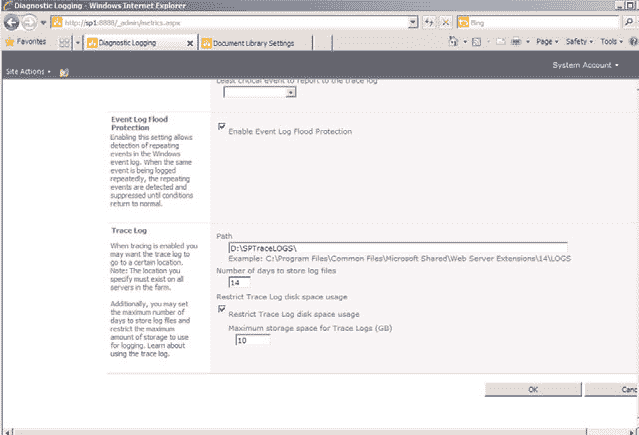 Diagnostic Logging - Windows Internet Explorer
http://sp1:8888/_admin/metrics.aspx
Bing
Favorites
Diagnostic Logging
Document Library Settings
Page
Safety
Tools
Site Actions
System Account
Least critical event to report to the trace log
Event Log Flood
Protection
Enabling this setting allows
detection of repeating
events in the Windows
event log. When the same
event is being logged
repeatedly, the repeating
events are detected and
suppressed until conditions
return to normal.
Enable Event Log Flood Protection
Trace Log
When tracing is enabled you
may want the trace log to
go to a certain location.
Note: The location you
specify must exist on all
servers in the farm.
Additionally, you may set
the maximum number of
days to store log files and
restrict the maximum
amount of storage to use
for logging. Learn about
using the trace log.
Path
D:\SPTraceLOGS\
Example: C:\Program Files\Common Files\Microsoft Shared\Web Server Extensions\14\LOGS
Number of days to store log files
14
Restrict Trace Log disk space usage
Restrict Trace Log disk space usage
Maximum storage space for Trace Logs (GB)
10
OK
Canc